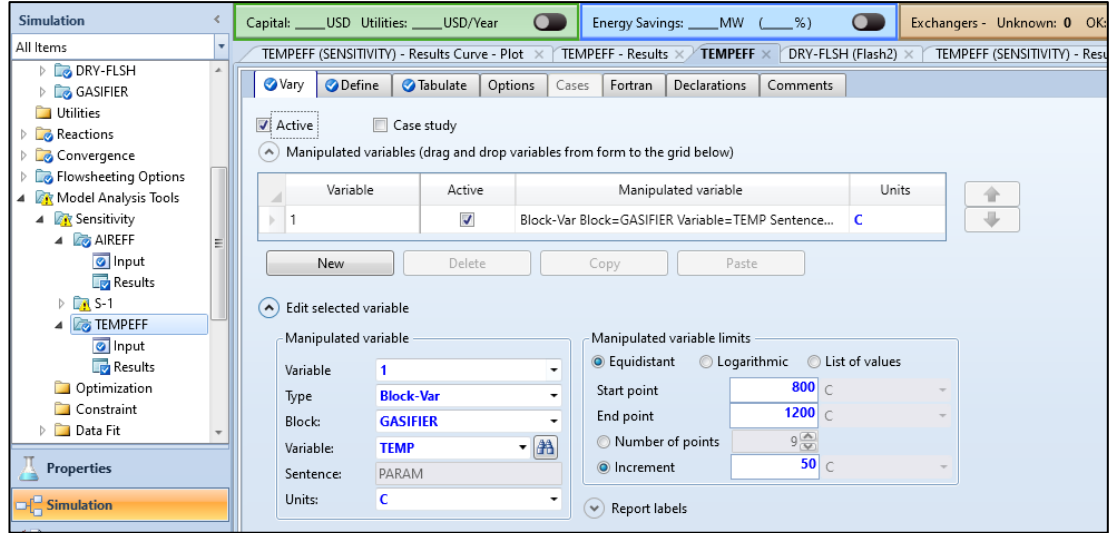 Simulation <
Capital: ____USD Utilities: ____USD/Year
Energy Savings: ____MW (____%)
Exchangers - Unknown: 0 OK:
All Items
TEMPEFF (SENSITIVITY) - Results Curve - Plot × TEMPEFF - Results × TEMPEFF × DRY-FLSH (Flash2) × TEMPEFF (SENSITIVITY) - Resu
DRY-FLSH
GASIFIER
Utilities
Reactions
Convergence
Flowsheeting Options
Model Analysis Tools
Sensitivity
AIREFF
Input
Results
S-1
TEMPEFF
Input
Results
Optimization
Constraint
Data Fit
Properties
Simulation
Vary Define Tabulate Options Cases Fortran Declarations Comments
Active Case study
Manipulated variables (drag and drop variables from form to the grid below)
Variable Active Manipulated variable Units
1 Block-Var Block=GASIFIER Variable=TEMP Sentence... C
New Delete Copy Paste
Edit selected variable
Manipulated variable
Variable 1
Type Block-Var
Block: GASIFIER
Variable: TEMP
Sentence: PARAM
Units: C
Manipulated variable limits
Equidistant Logarithmic List of values
Start point 800 C
End point 1200 C
Number of points 9
Increment 50 C
Report labels